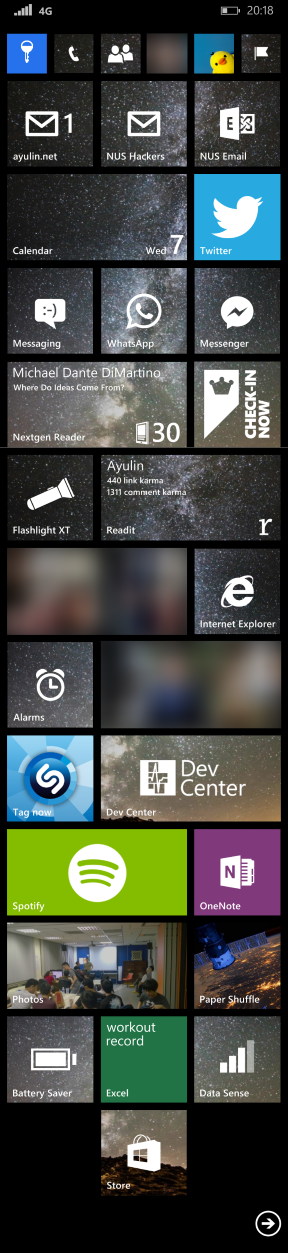 4G 20:18
1
ayulin.net
NUS Hackers
E
NUS Email
Calendar
Wed 7
Twitter
:-)
Messaging
WhatsApp
Messenger
Michael Dante DiMartino
Where Do Ideas Come From?
Nextgen Reader
30
CHECK-IN
NOW
Flashlight XT
Ayulin
440 link karma
1311 comment karma
Readit
r
Internet Explorer
Alarms
Tag now
Dev
Center
Dev Center
Spotify
N
OneNote
Photos
Paper Shuffle
Battery Saver
workout
record
Excel
Data Sense
Store